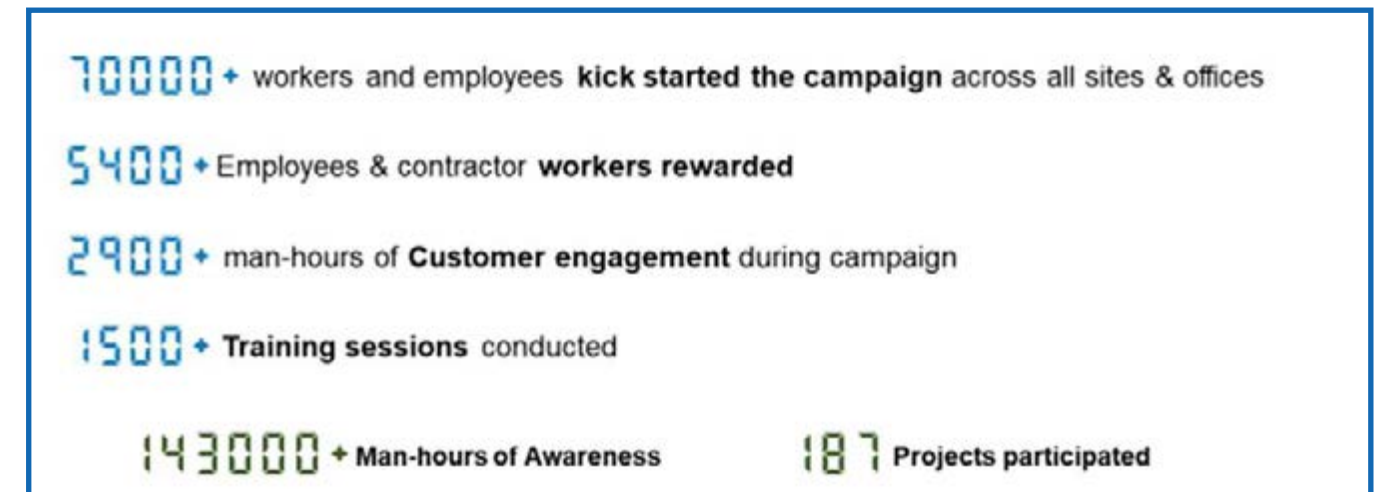 70000+ workers and employees kick started the campaign across all sites & offices
5400+ Employees & contractor workers rewarded
2900+ man-hours of Customer engagement during campaign
1500+ Training sessions conducted
143000+ Man-hours of Awareness 187 Projects participated